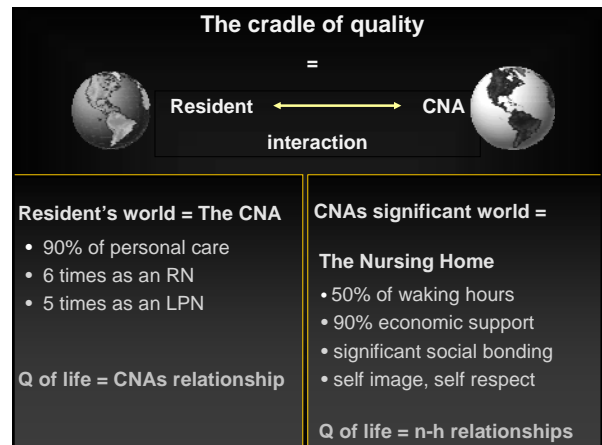 The cradle of quality
=
Resident CNA
interaction
Resident's world = The CNA
• 90% of personal care
• 6 times as an RN
• 5 times as an LPN
Q of life = CNAs relationship
CNAs significant world =
The Nursing Home
• 50% of waking hours
• 90% economic support
• significant social bonding
• self image, self respect
Q of life = n-h relationships